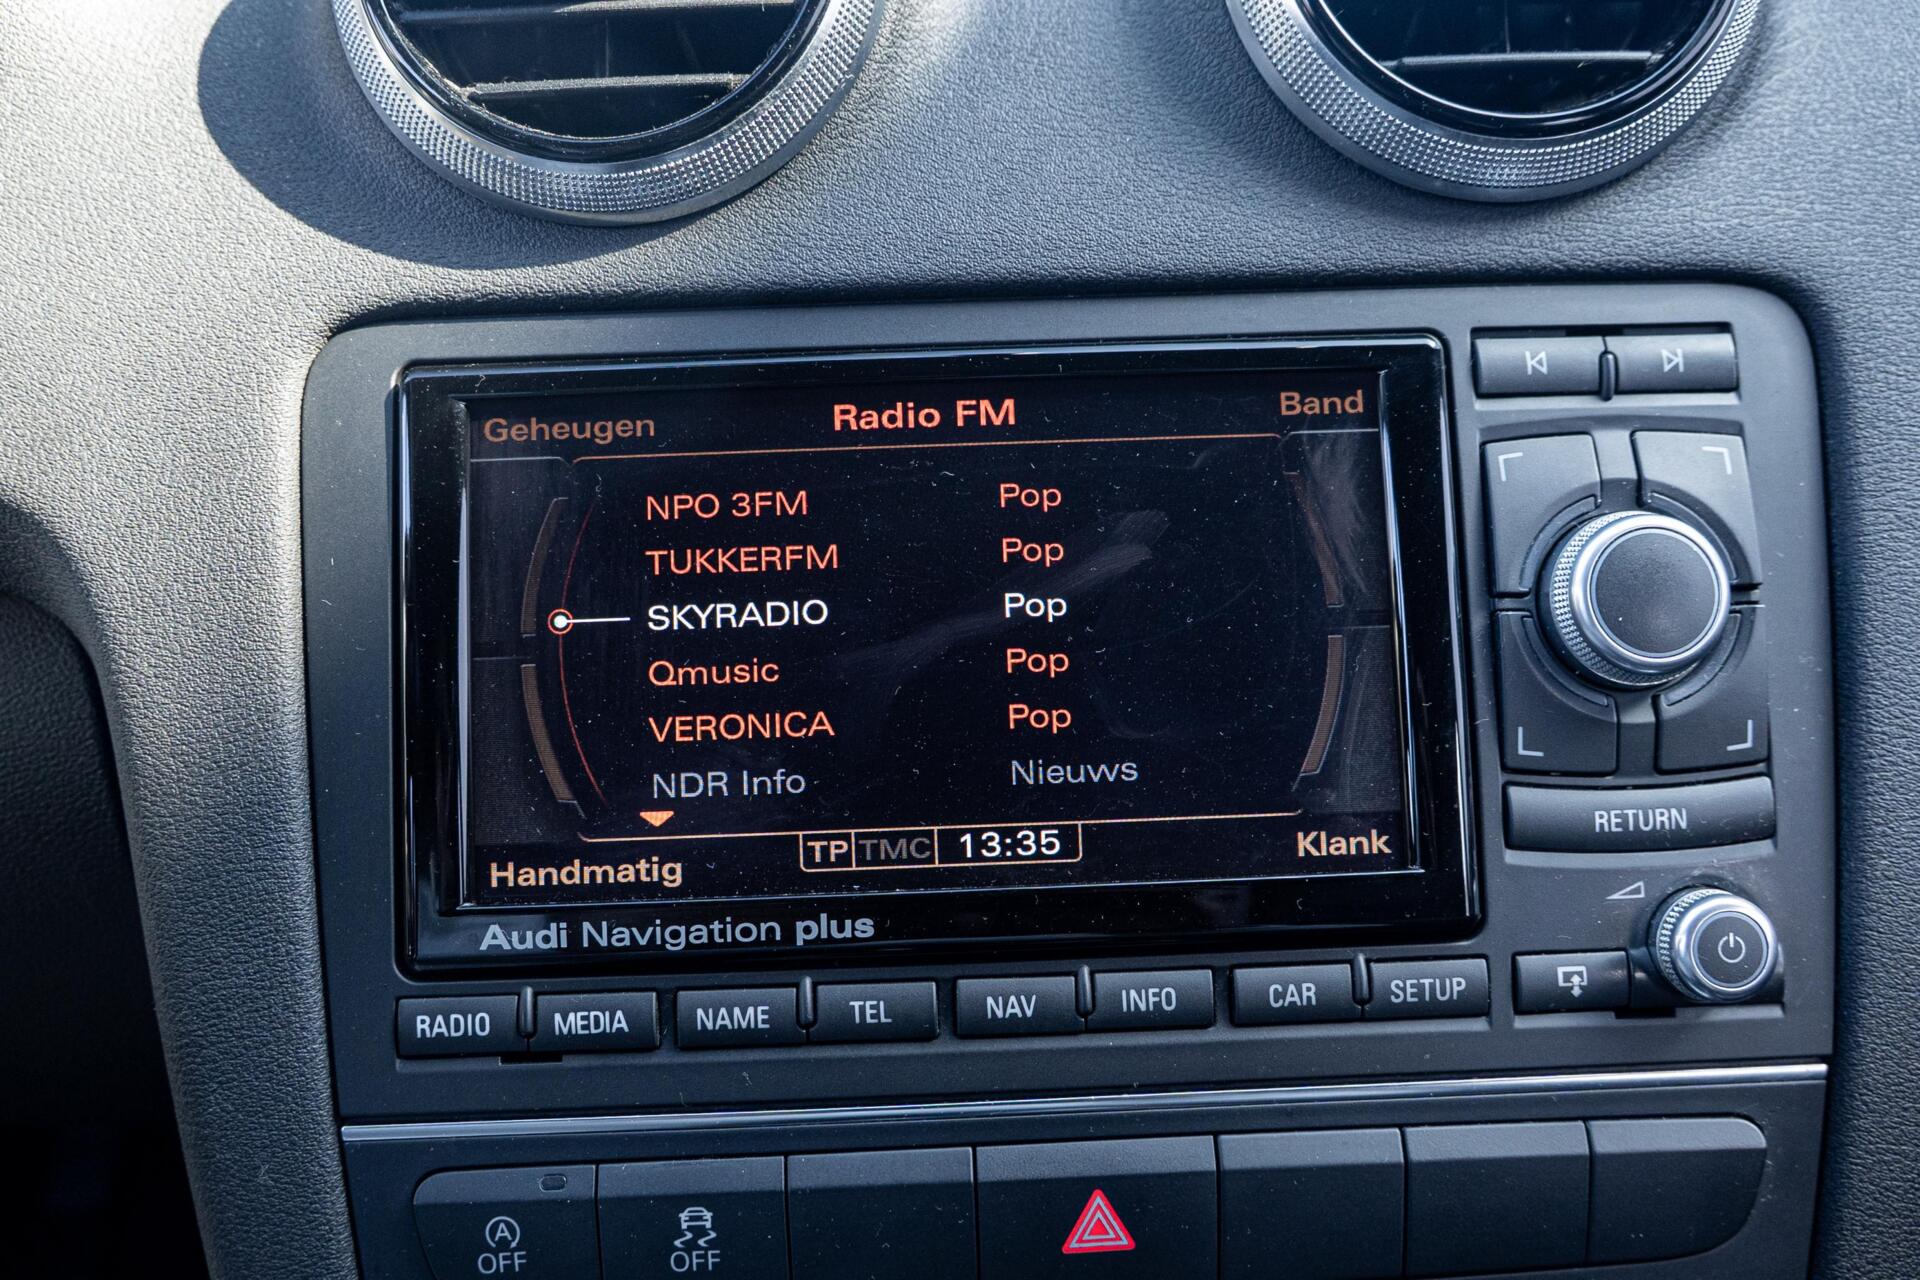 Geheugen Radio FM Band
NPO 3FM Pop
TUKKERFM Pop
SKYRADIO Pop
Qmusic Pop
VERONICA Pop
NDR Info Nieuws
Handmatig TP TMC 13:35 Klank
Audi Navigation plus
RETURN
RADIO MEDIA NAME TEL NAV INFO CAR SETUP
A
OFF OFF